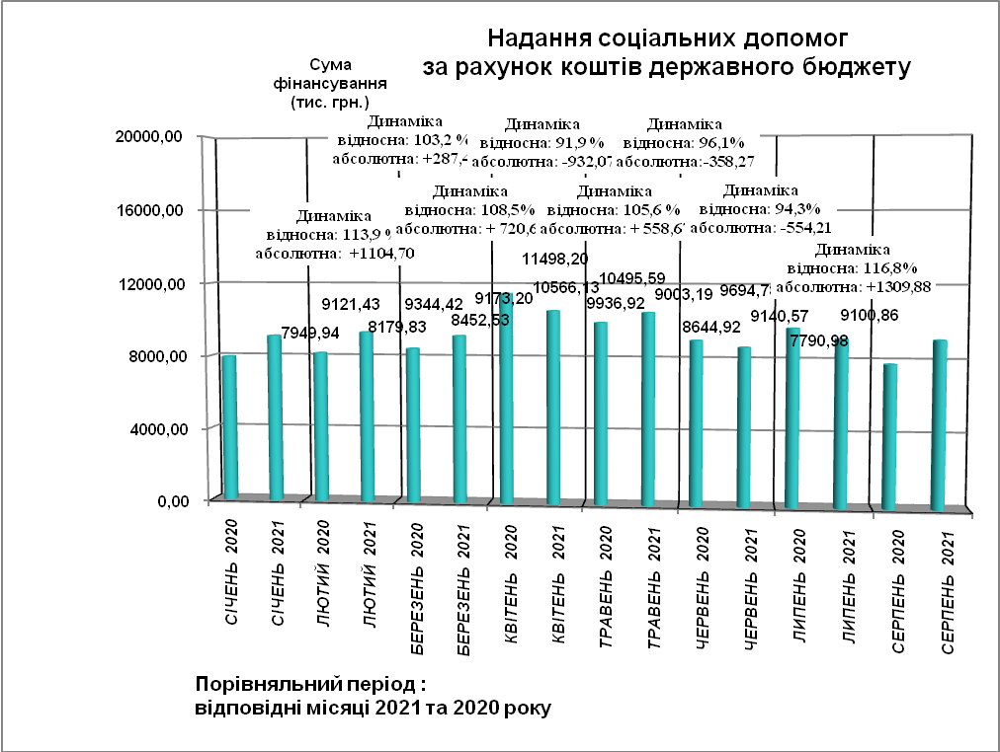 Надання соціальних допомог
за рахунок коштів державного бюджету
Сума
фінансування
(тис. грн.)
Динаміка
відносна: 103,2 %
абсолютна: +287,4
Динаміка
відносна: 91,9 %
абсолютна: -932,07
Динаміка
відносна: 96,1%
абсолютна:-358,27
Динаміка
відносна: 108,5%
абсолютна: + 720,6
Динаміка
відносна: 105,6 %
абсолютна: + 558,6
Динаміка
відносна: 94,3%
абсолютна: -554,21
Динаміка
відносна: 113,9 %
абсолютна: +1104,70
Динаміка
відносна: 116,8%
абсолютна: +1309,88
20000,00
16000,00
12000,00
8000,00
4000,00
0,00
7949,94
9121,43
8179,83
9344,42
8452,53
9173,20
11498,20
10566,13
9936,92
10495,59
9003,19
8644,92
9694,7
9140,57
7790,98
9100,86
СІЧЕНЬ 2020
СІЧЕНЬ 2021
ЛЮТИЙ 2020
ЛЮТИЙ 2021
БЕРЕЗЕНЬ 2020
БЕРЕЗЕНЬ 2021
КВІТЕНЬ 2020
КВІТЕНЬ 2021
ТРАВЕНЬ 2020
ТРАВЕНЬ 2021
ЧЕРВЕНЬ 2020
ЧЕРВЕНЬ 2021
ЛИПЕНЬ 2020
ЛИПЕНЬ 2021
СЕРПЕНЬ 2020
СЕРПЕНЬ 2021
Порівняльний період :
відповідні місяці 2021 та 2020 року